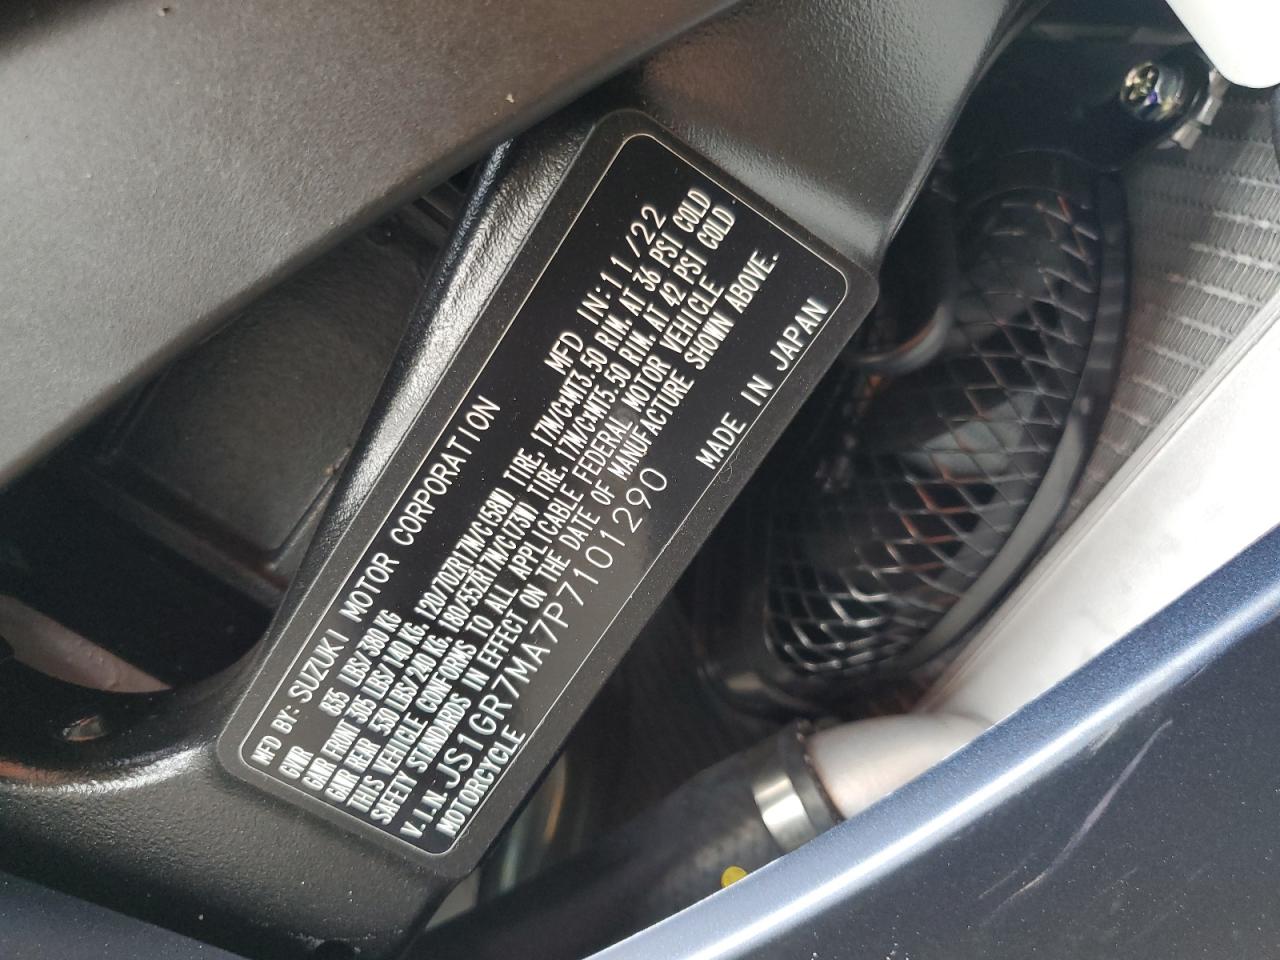 MFD BY: SUZUKI MOTOR CORPORATION MFD IN: 11/22
GVWR 835 LBS/ 380 KG
GAWR FRONT 305 LBS/ 140 KG, 120/70ZR17M/C(58W) TIRE, 17M/C×MT3.50 RIM, AT 36 PSI COLD
GAWR REAR 530 LBS/ 240 KG, 180/55ZR17M/C(73W) TIRE, 17M/C×MT5.50 RIM, AT 42 PSI COLD
THIS VEHICLE CONFORMS TO ALL APPLICABLE FEDERAL MOTOR VEHICLE
SAFETY STANDARDS IN EFFECT ON THE DATE OF MANUFACTURE SHOWN ABOVE.
V.I.N. JS1GR7MA7P7101290
MOTORCYCLE MADE IN JAPAN